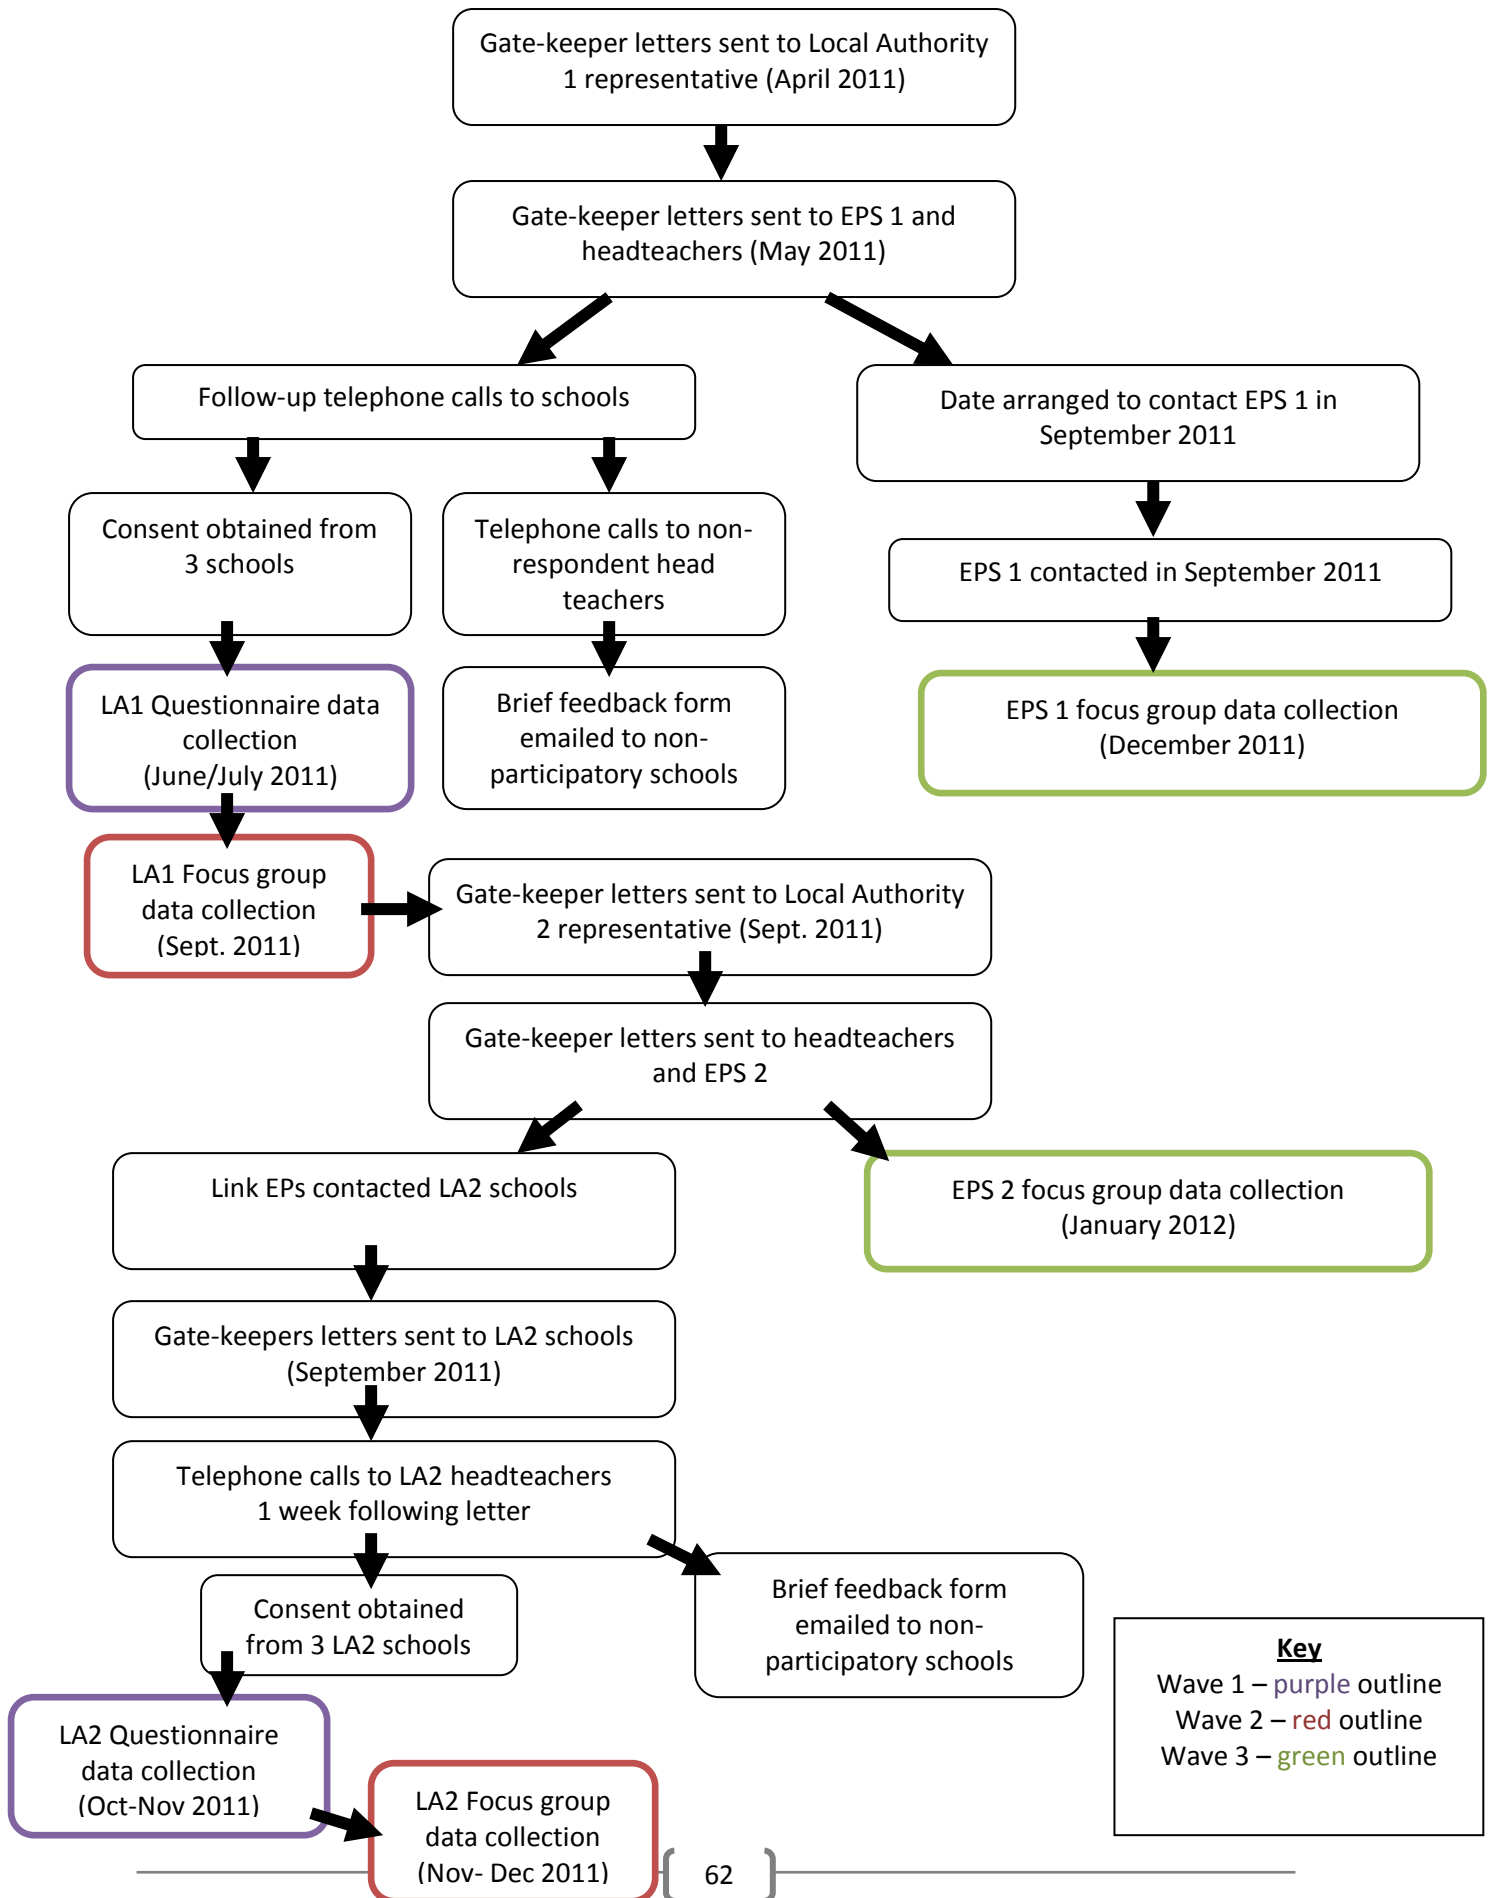 Gate-keeper letters sent to Local Authority
1 representative (April 2011)
Gate-keeper letters sent to EPS 1 and
headteachers (May 2011)
Follow-up telephone calls to schools
Date arranged to contact EPS 1 in
September 2011
Consent obtained from
3 schools
Telephone calls to non-
respondent head
teachers
EPS 1 contacted in September 2011
LA1 Questionnaire data
collection
(June/July 2011)
Brief feedback form
emailed to non-
participatory schools
EPS 1 focus group data collection
(December 2011)
LA1 Focus group
data collection
(Sept. 2011)
Gate-keeper letters sent to Local Authority
2 representative (Sept. 2011)
Gate-keeper letters sent to headteachers
and EPS 2
Link EPs contacted LA2 schools
EPS 2 focus group data collection
(January 2012)
Gate-keepers letters sent to LA2 schools
(September 2011)
Telephone calls to LA2 headteachers
1 week following letter
Consent obtained
from 3 LA2 schools
Brief feedback form
emailed to non-
participatory schools
Key
Wave 1 – purple outline
Wave 2 – red outline
Wave 3 – green outline
LA2 Questionnaire
data collection
(Oct-Nov 2011)
LA2 Focus group
data collection
(Nov- Dec 2011)
62